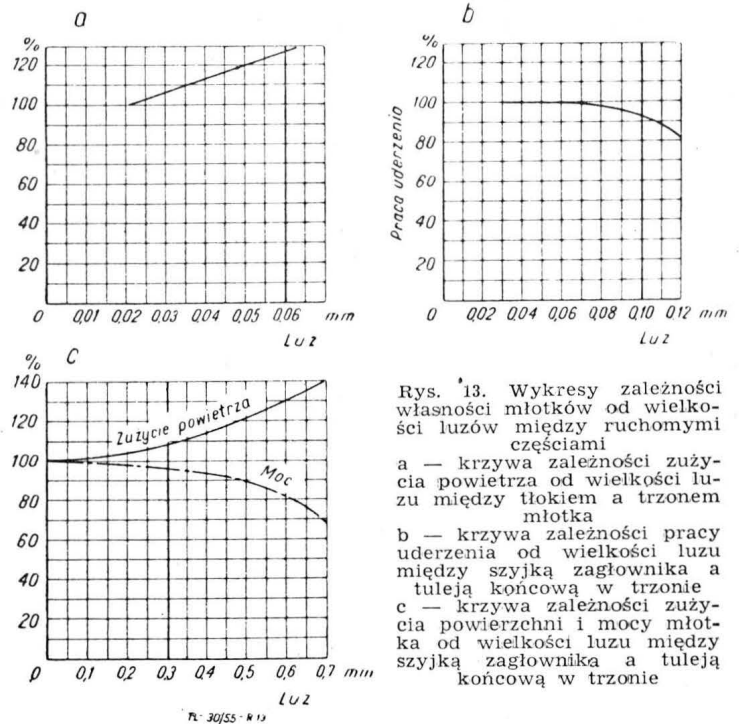 a
%
120
100
80
60
40
20
0 0,01 0,02 0,03 0,04 0,05 0,06 mm
Luz
b
%
120
100
80
60
40
20
Praca uderzenia
0 0,02 0,04 0,06 0,08 0,10 0,12 mm
Luz
c
%
140
120
100
80
60
40
20
Zużycie powietrza
Moc
0 0,1 0,2 0,3 0,4 0,5 0,6 0,7 mm
Luz
TŁ-30/55-R13
Rys. 13. Wykresy zależności
własności młotków od wielko-
ści luzów między ruchomymi
częściami
a — krzywa zależności zuży-
cia powietrza od wielkości lu-
zu między tłokiem a trzonem
młotka
b — krzywa zależności pracy
uderzenia od wielkości luzu
między szyjką zagłownika a
tuleją końcową w trzonie
c — krzywa zależności zuży-
cia powierzchni i mocy młot-
ka od wielkości luzu między
szyjką zagłownika a tuleją
końcową w trzonie